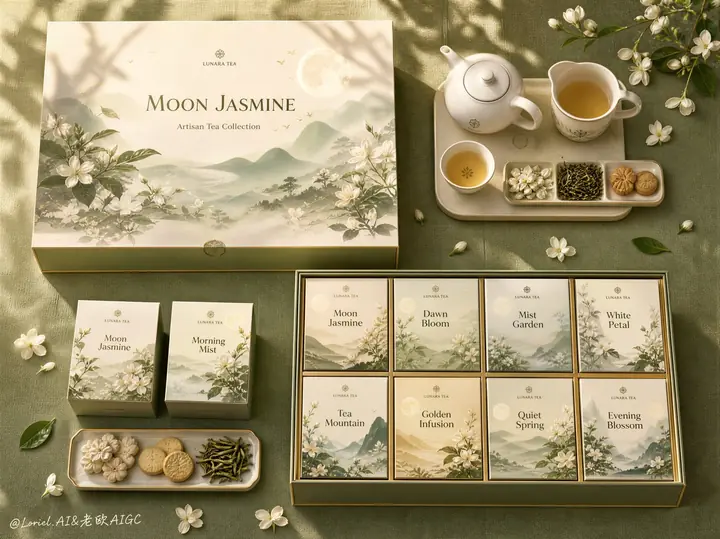 LUNARA TEA
MOON JASMINE
Artisan Tea Collection
LUNARA TEA
Moon
Jasmine
LUNARA TEA
Morning
Mist
LUNARA TEA
Moon
Jasmine
LUNARA TEA
Dawn
Bloom
LUNARA TEA
Mist
Garden
LUNARA TEA
White
Petal
LUNARA TEA
Tea
Mountain
LUNARA TEA
Golden
Infusion
LUNARA TEA
Quiet
Spring
LUNARA TEA
Evening
Blossom
@Loriel.AI&老欧AIGC